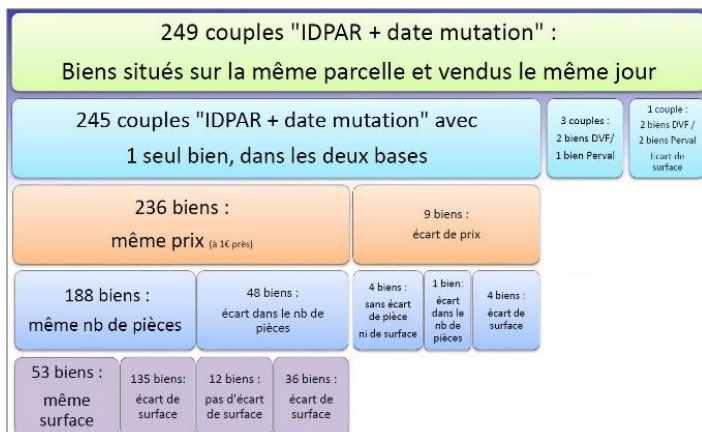 249 couples "IDPAR + date mutation" :
Biens situés sur la même parcelle et vendus le même jour
245 couples "IDPAR + date mutation" avec
1 seul bien, dans les deux bases
3 couples :
2 biens DVF/
1 bien Perval
1 couple :
2 biens DVF/
2 biens Perval
Ecart de
surface
236 biens :
même prix (à 1€ près)
9 biens :
écart de prix
188 biens :
même nb de pièces
48 biens :
écart dans le nb de
pièces
4 biens :
sans écart
de pièce
ni de surface
1 bien:
écart
dans le
nb de
pièces
4 biens :
écart de
surface
53 biens :
même
surface
135 biens:
écart de
surface
12 biens :
pas d'écart
de surface
36 biens :
écart de
surface